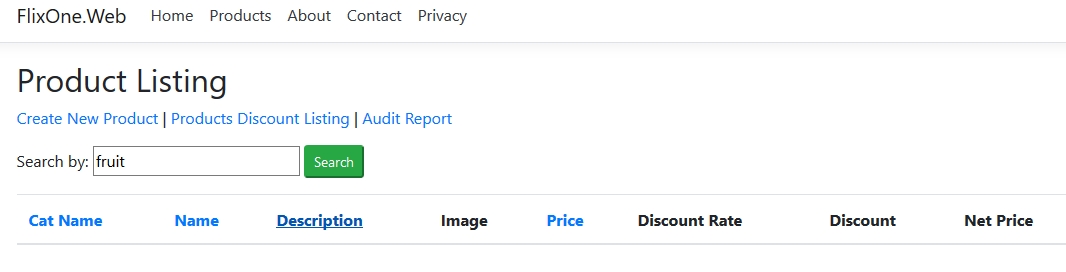 FlixOne.Web Home Products About Contact Privacy
Product Listing
Create New Product | Products Discount Listing | Audit Report
Search by: fruit Search
Cat Name Name Description Image Price Discount Rate Discount Net Price